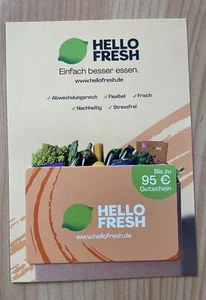 HELLO
FRESH
Einfach besser essen.
www.hellofresh.de
✓ Abwechslungsreich ✓ Flexibel ✓ Frisch
✓ Nachhaltig ✓ Stressfrei
Bis zu
95 €
Gutschein
HELLO
FRESH
www.hellofresh.de